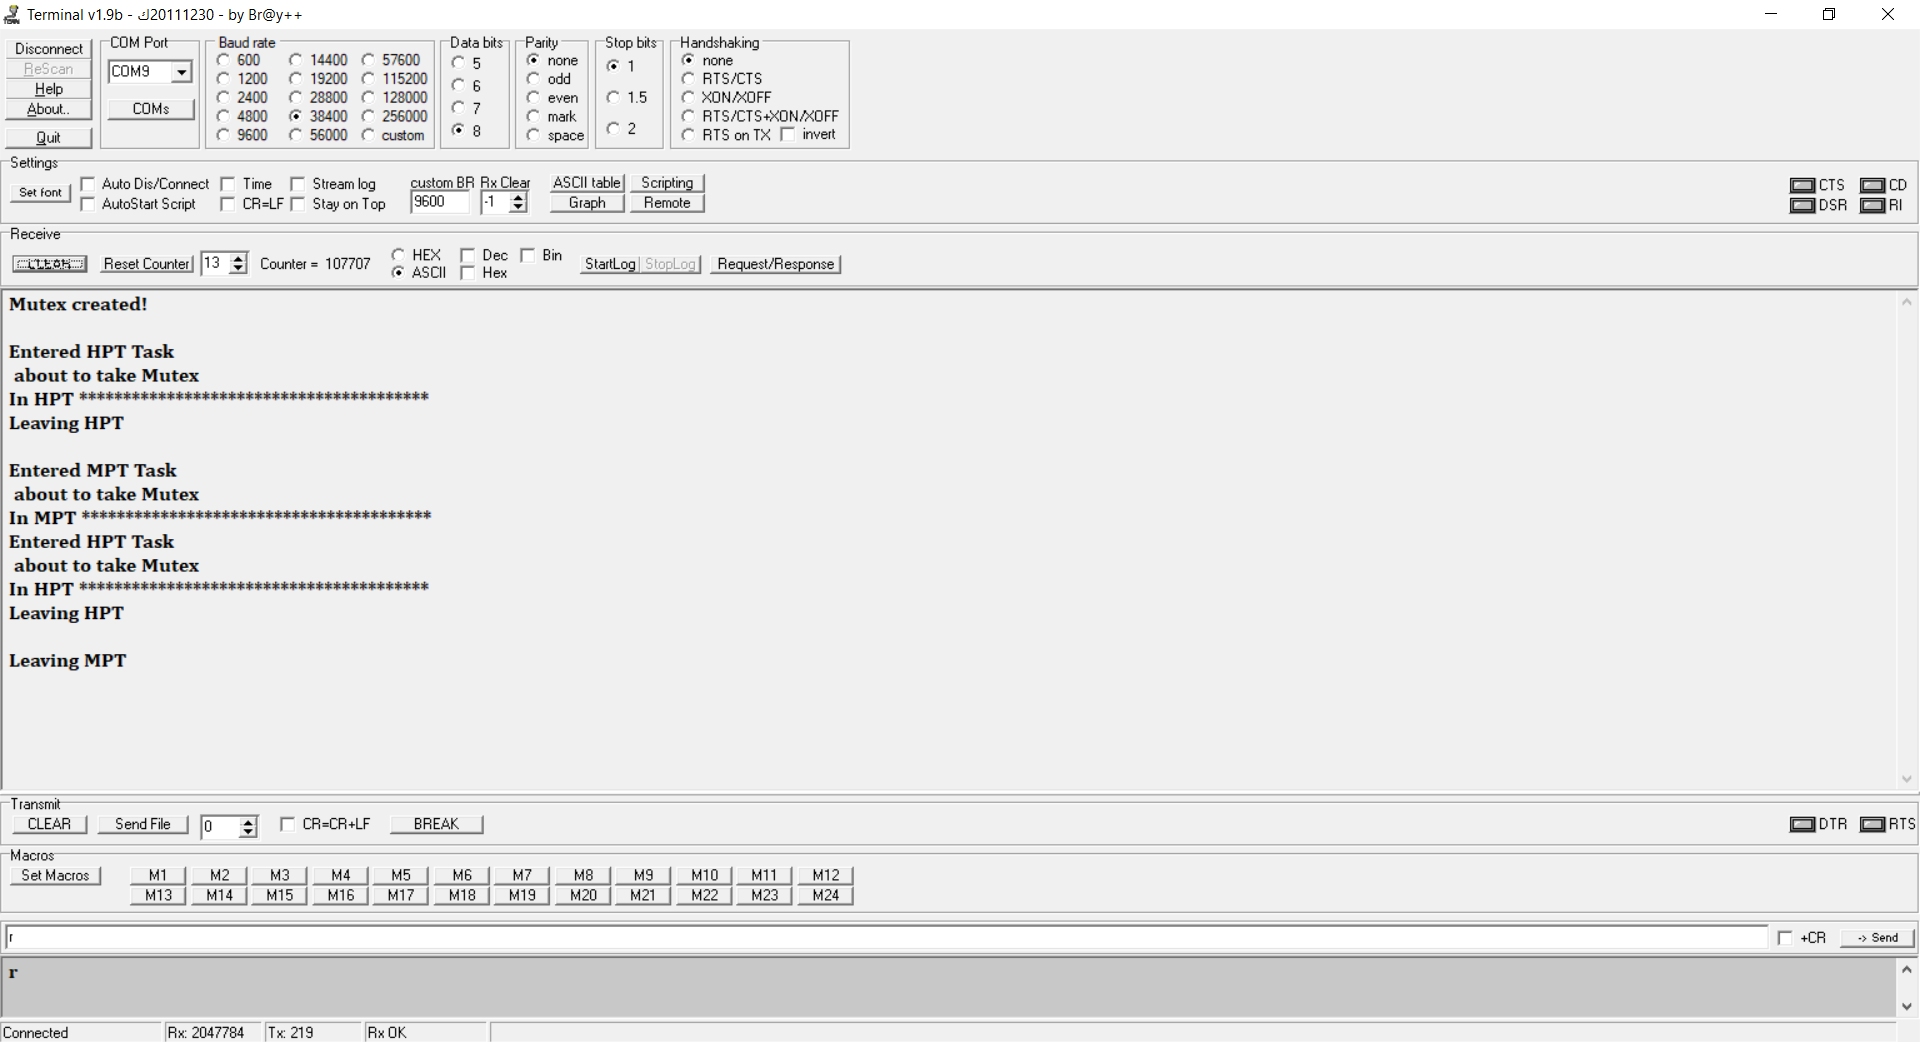 Terminal v1.9b - ك20111230 - by Br@y++
Disconnect
ReScan
Help
About..
Quit
COM Port
COM9
COMs
Baud rate
600 14400 57600
1200 19200 115200
2400 28800 128000
4800 38400 256000
9600 56000 custom
Data bits
5
6
7
8
Parity
none
odd
even
mark
space
Stop bits
1
1.5
2
Handshaking
none
RTS/CTS
XON/XOFF
RTS/CTS+XON/XOFF
RTS on TX invert
Settings
Set font
Auto Dis/Connect Time Stream log
AutoStart Script CR=LF Stay on Top
custom BR Rx Clear
9600 -1
ASCII table Scripting
Graph Remote
CTS CD
DSR RI
Receive
CLEAR Reset Counter 13 Counter = 107707
HEX Dec Bin
ASCII Hex
StartLog StopLog Request/Response
Mutex created!
Entered HPT Task
about to take Mutex
In HPT ****************************************
Leaving HPT
Entered MPT Task
about to take Mutex
In MPT ****************************************
Entered HPT Task
about to take Mutex
In HPT ****************************************
Leaving HPT
Leaving MPT
Transmit
CLEAR Send File 0 CR=CR+LF BREAK
DTR RTS
Macros
Set Macros
M1 M2 M3 M4 M5 M6 M7 M8 M9 M10 M11 M12
M13 M14 M15 M16 M17 M18 M19 M20 M21 M22 M23 M24
r
+CR -> Send
r
Connected Rx: 2047784 Tx: 219 Rx OK